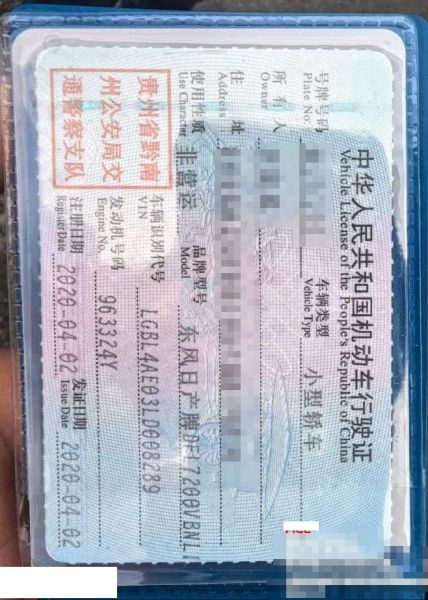 中华人民共和国机动车行驶证
Vehicle License of the People's Republic of China
号牌号码 车辆类型 小型轿车
Plate No. Vehicle Type
所有人
Owner
住址
Address
使用性质 非营运 品牌型号 东风日产牌DFL7200VBNL1
Use Character Model
贵州省黔南
州公安局交
通警察支队
车辆识别代号 LGBL4AE03LD008289
VIN
发动机号码 963324Y
Engine No.
注册日期 2020-04-02 发证日期 2020-04-02
Register Date Issue Date